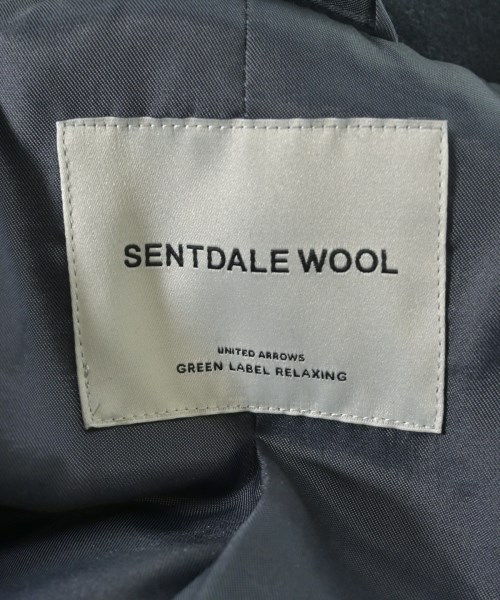 SENTDALE WOOL
UNITED ARROWS
GREEN LABEL RELAXING